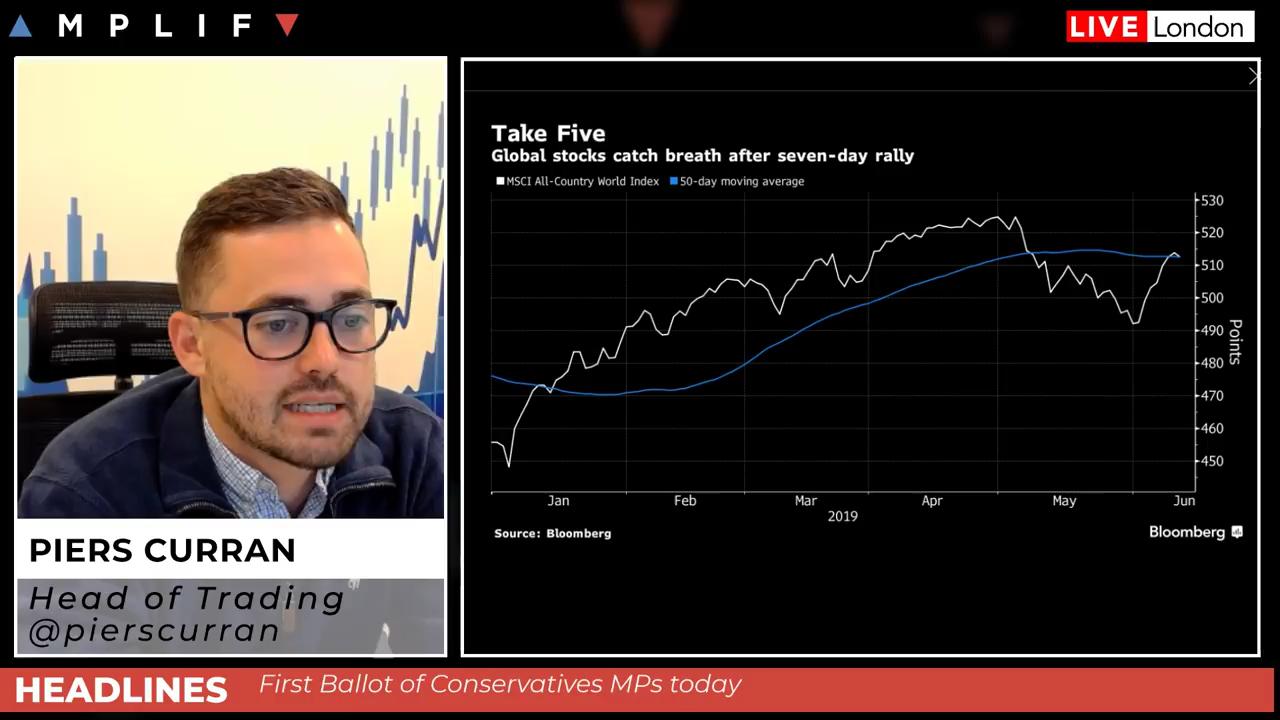 MPLIF
LIVE London
Take Five
Global stocks catch breath after seven-day rally
MSCI All-Country World Index 50-day moving average
530
520
510
500
490
480
470
460
450
Points
Jan Feb Mar Apr May Jun
2019
Source: Bloomberg
Bloomberg
PIERS CURRAN
Head of Trading
@pierscurran
HEADLINES First Ballot of Conservatives MPs today